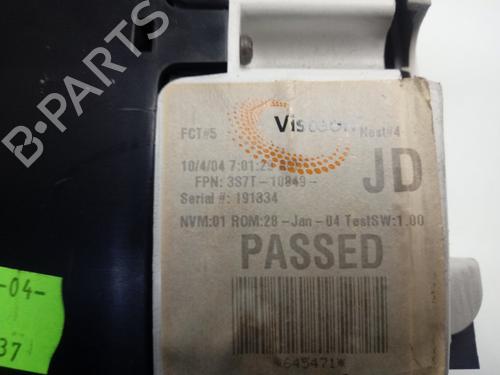 B-PARTS
FCT#5 Visteon Nest#4
10/4/04 7:01:2
FPN: 3S7T-10849-
JD
Serial #: 191334
NVM:01 ROM:28-Jan-04 TestSW:1.00
PASSED
*645471*
-04-
37